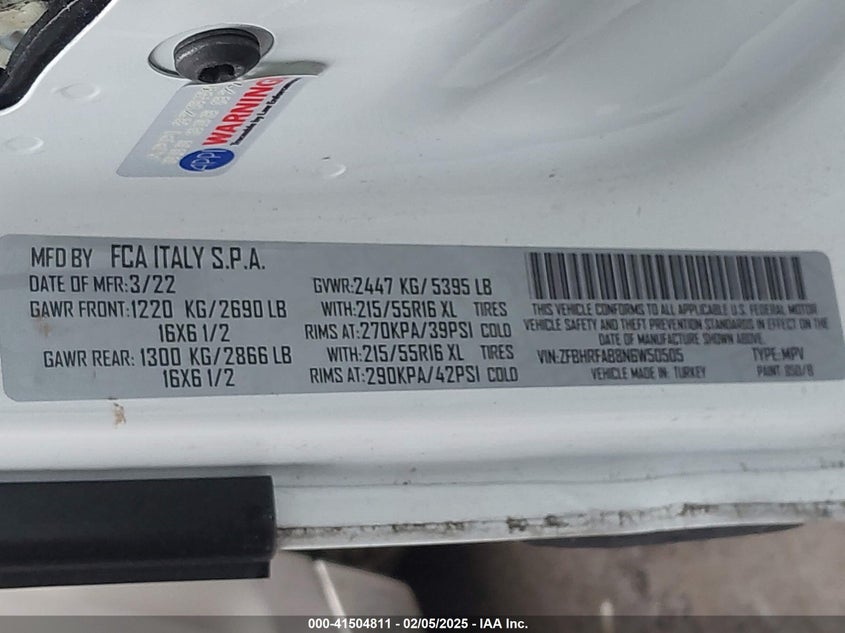 WARNING
APPI
MFD BY FCA ITALY S.P.A.
DATE OF MFR: 3/22 GVWR: 2447 KG/ 5395 LB
GAWR FRONT: 1220 KG/2690 LB WITH: 215/55R16 XL TIRES
16X6 1/2 RIMS AT: 270KPA/39PSI COLD
GAWR REAR: 1300 KG/2866 LB WITH: 215/55R16 XL TIRES
16X6 1/2 RIMS AT: 290KPA/42PSI COLD
THIS VEHICLE CONFORMS TO ALL APPLICABLE U.S. FEDERAL MOTOR
VEHICLE SAFETY AND THEFT PREVENTION STANDARDS IN EFFECT ON THE
DATE OF MANUFACTURE SHOWN ABOVE.
VIN: ZFBHRFAB8N6W50505 TYPE: MPV
VEHICLE MADE IN: TURKEY PAINT 850/B
000-41504811 - 02/05/2025 - IAA Inc.